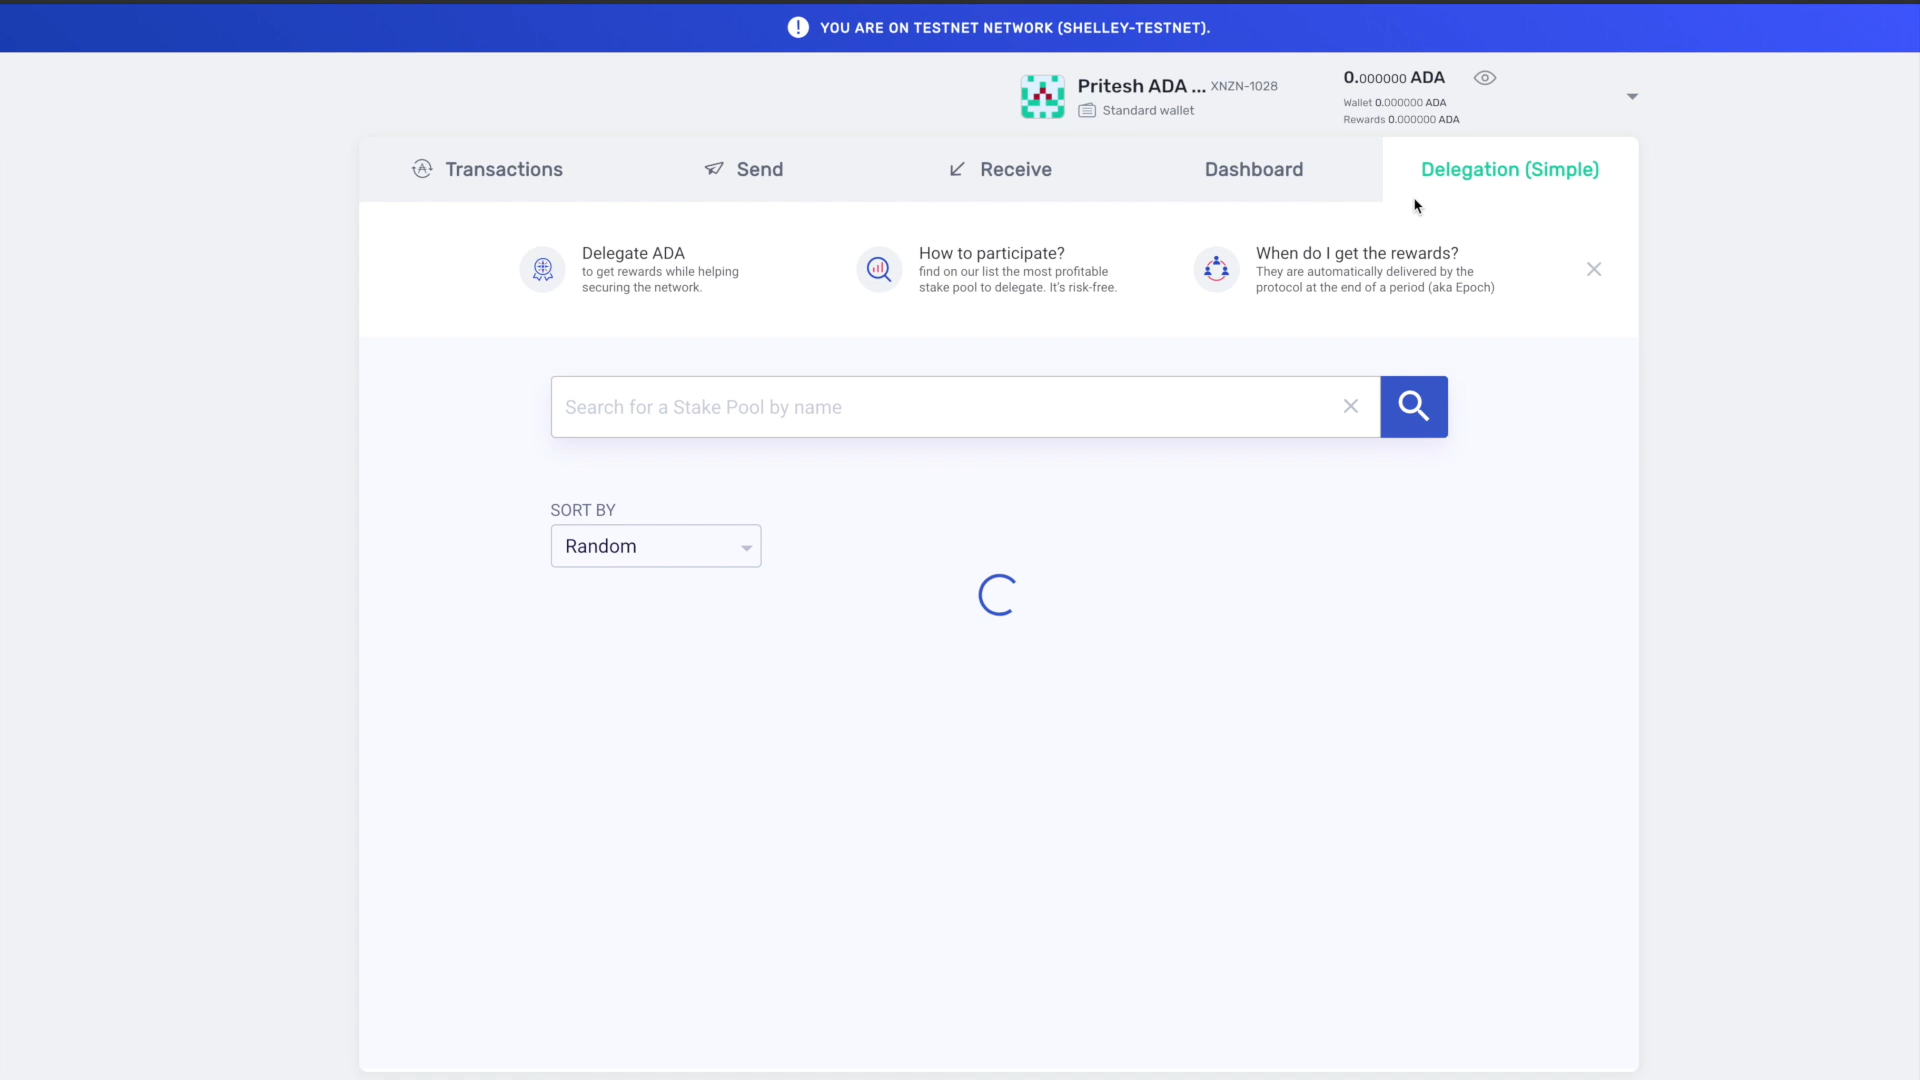 YOU ARE ON TESTNET NETWORK (SHELLEY-TESTNET).
Pritesh ADA ... XNZN-1028
Standard wallet
0.000000 ADA
Wallet 0.000000 ADA
Rewards 0.000000 ADA
Transactions
Send
Receive
Dashboard
Delegation (Simple)
Delegate ADA
to get rewards while helping
securing the network.
How to participate?
find on our list the most profitable
stake pool to delegate. It's risk-free.
When do I get the rewards?
They are automatically delivered by the
protocol at the end of a period (aka Epoch)
Search for a Stake Pool by name
SORT BY
Random